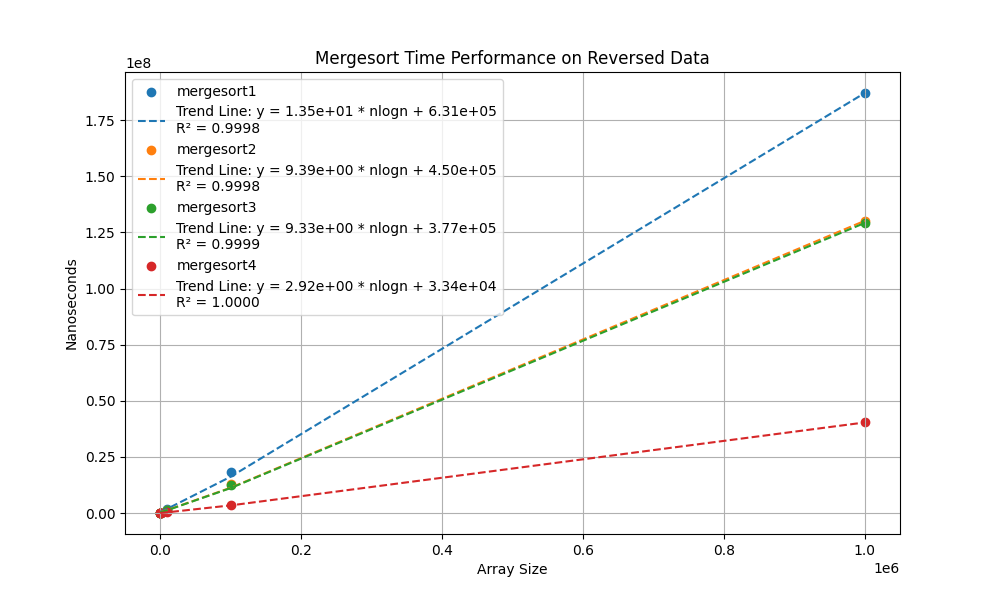 Mergesort Time Performance on Reversed Data
1e8
mergesort1
Trend Line: y = 1.35e+01 * nlogn + 6.31e+05
R² = 0.9998
mergesort2
Trend Line: y = 9.39e+00 * nlogn + 4.50e+05
R² = 0.9998
mergesort3
Trend Line: y = 9.33e+00 * nlogn + 3.77e+05
R² = 0.9999
mergesort4
Trend Line: y = 2.92e+00 * nlogn + 3.34e+04
R² = 1.0000
1.75
1.50
1.25
1.00
0.75
0.50
0.25
0.00
Nanoseconds
0.0 0.2 0.4 0.6 0.8 1.0
1e6
Array Size